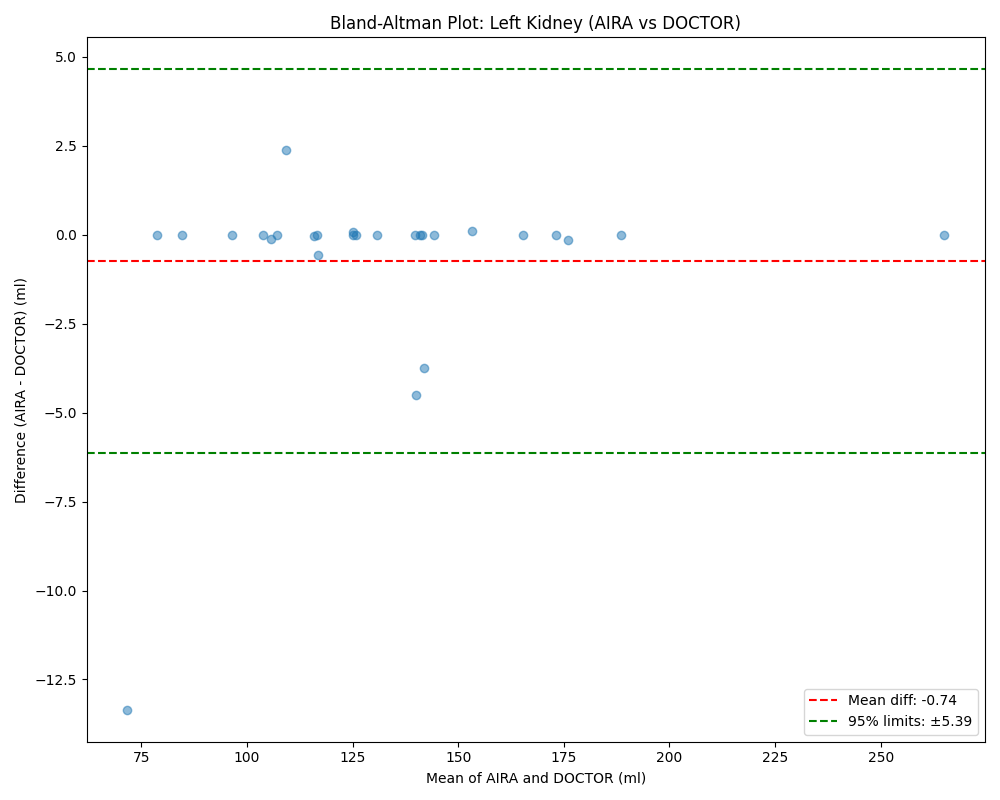 Bland-Altman Plot: Left Kidney (AIRA vs DOCTOR)
Difference (AIRA - DOCTOR) (ml)
5.0
2.5
0.0
−2.5
−5.0
−7.5
−10.0
−12.5
Mean diff: -0.74
95% limits: ±5.39
75 100 125 150 175 200 225 250
Mean of AIRA and DOCTOR (ml)